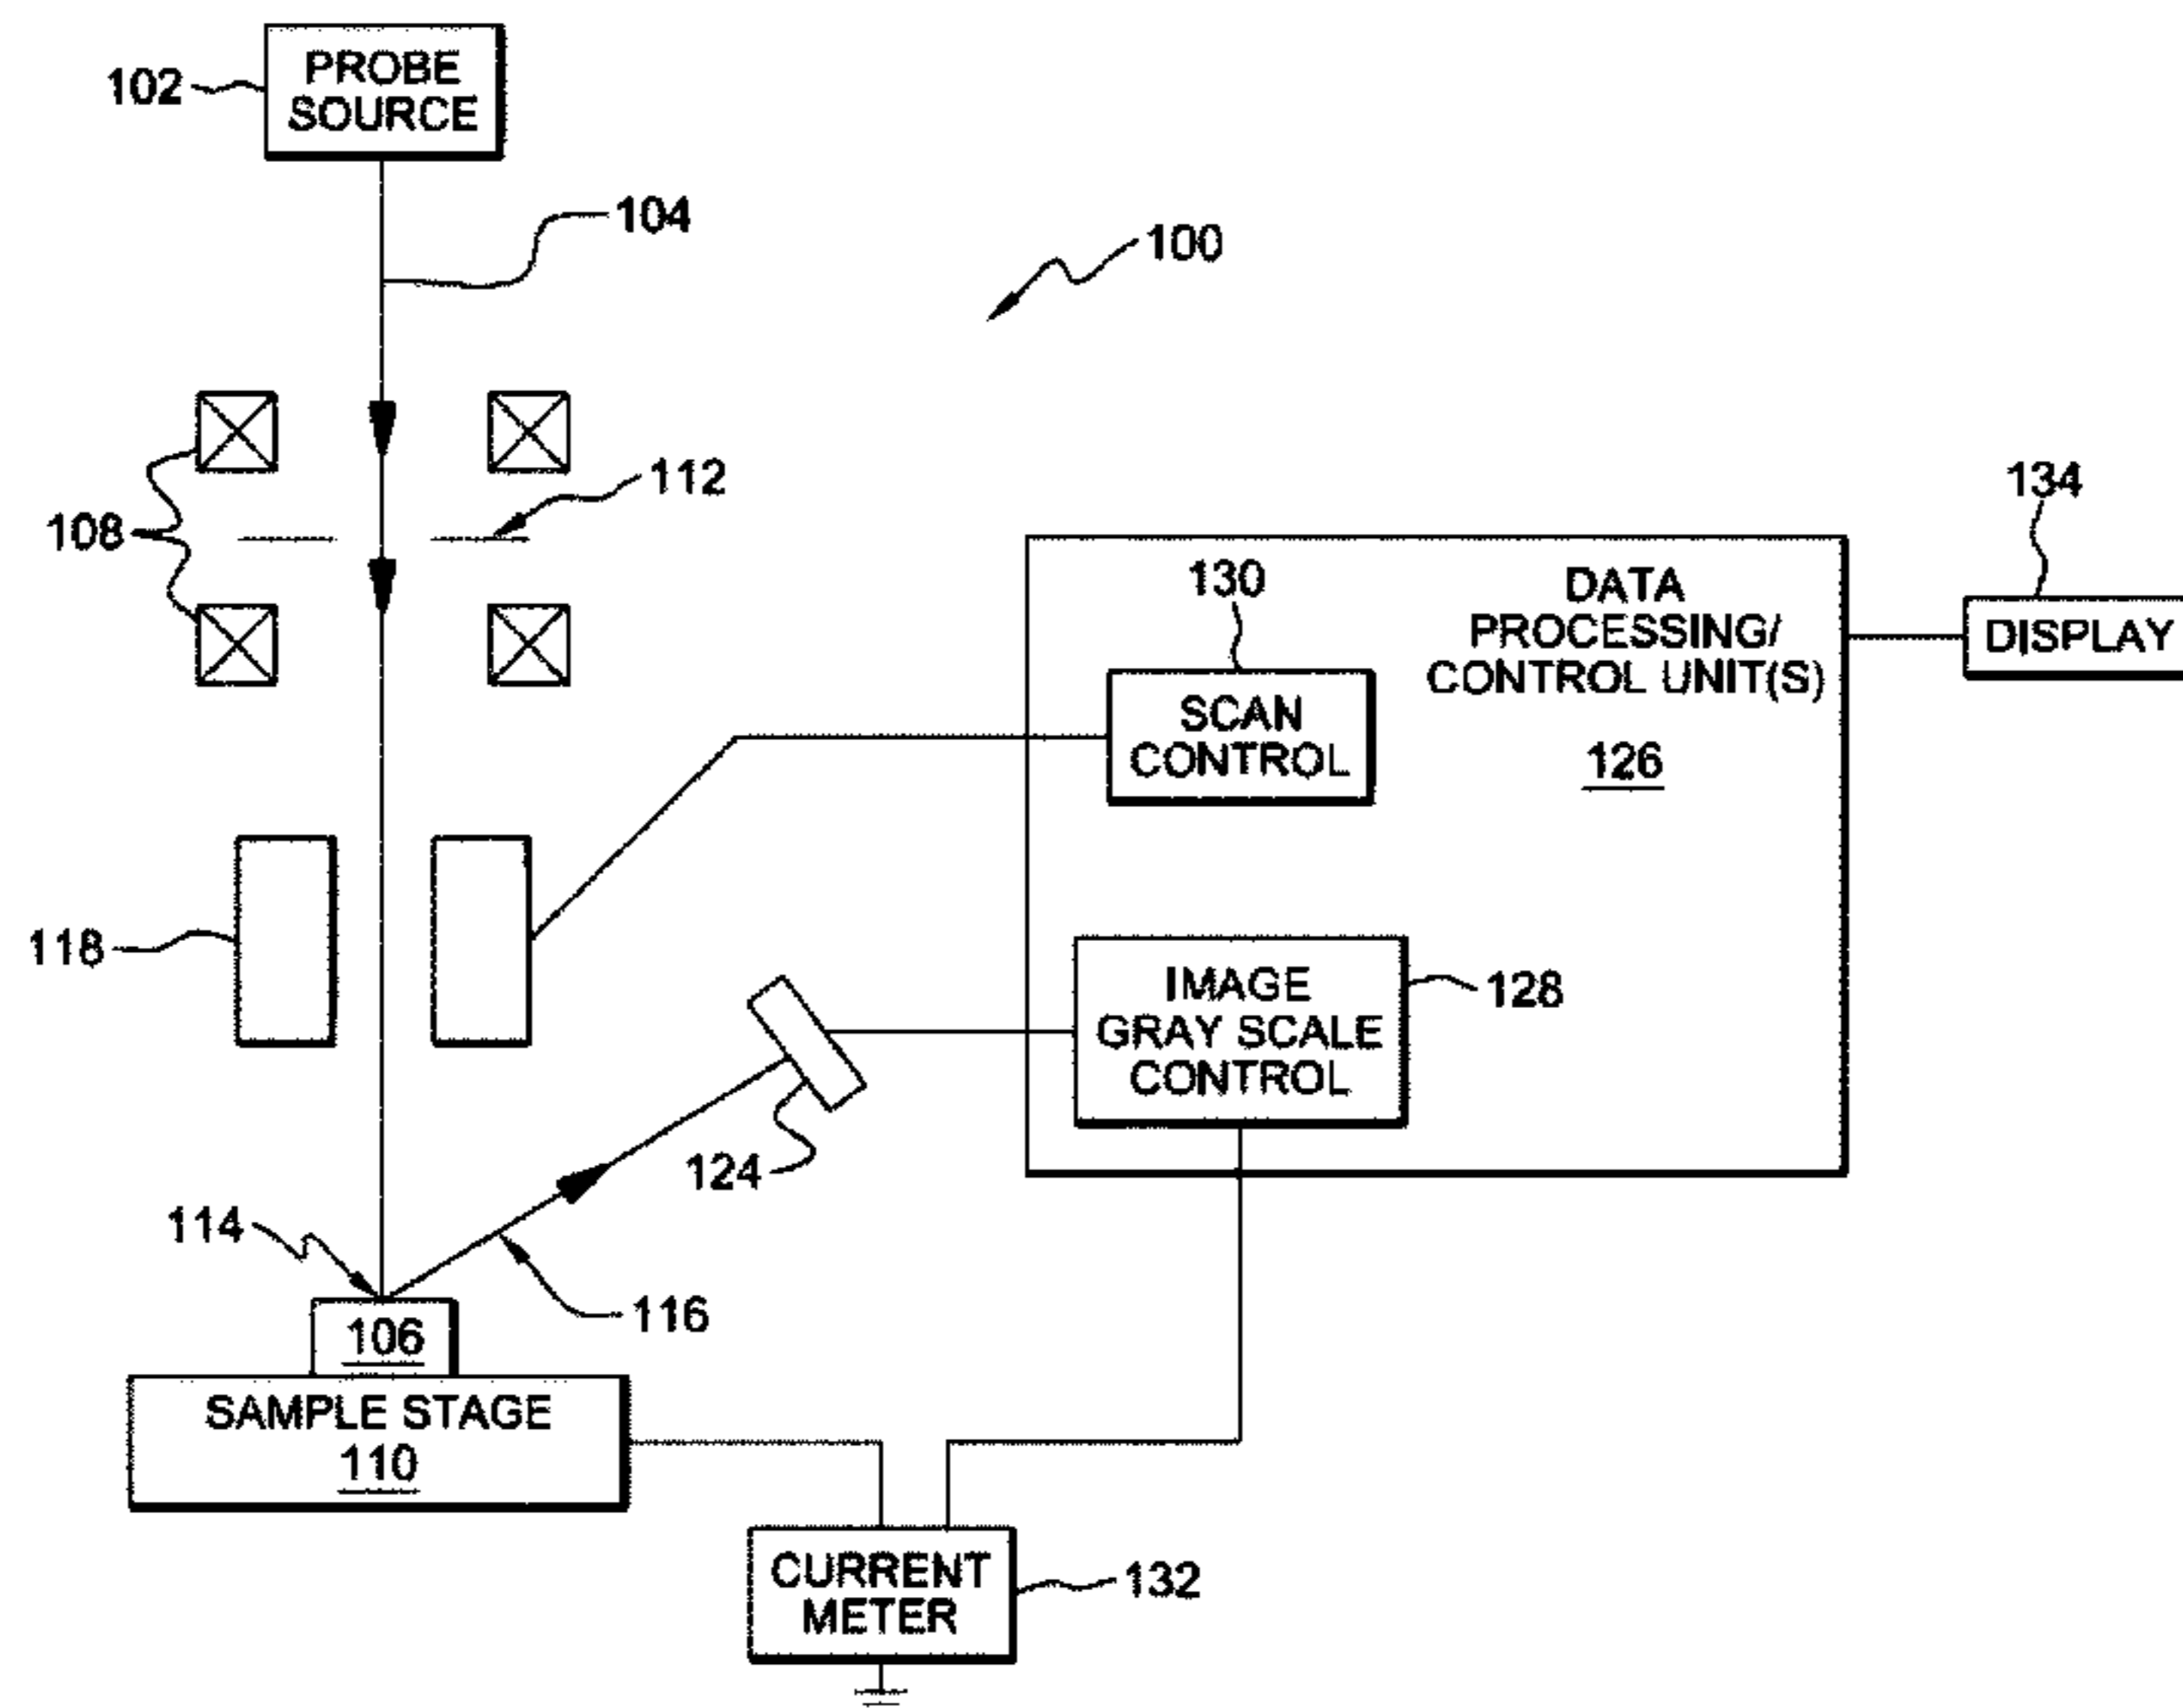 PROBE
SOURCE
102
104
100
112
108
134
130
DATA
PROCESSING/
CONTROL UNIT(S)
126
DISPLAY
SCAN
CONTROL
118
IMAGE
GRAY SCALE
CONTROL
128
124
114
116
106
SAMPLE STAGE
110
CURRENT
METER
132